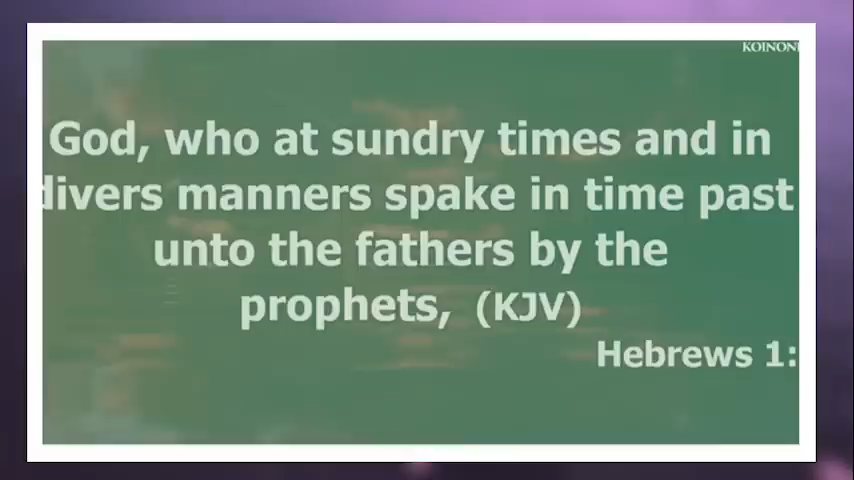 KOINONI
God, who at sundry times and in
divers manners spake in time past
unto the fathers by the
prophets, (KJV)
Hebrews 1: